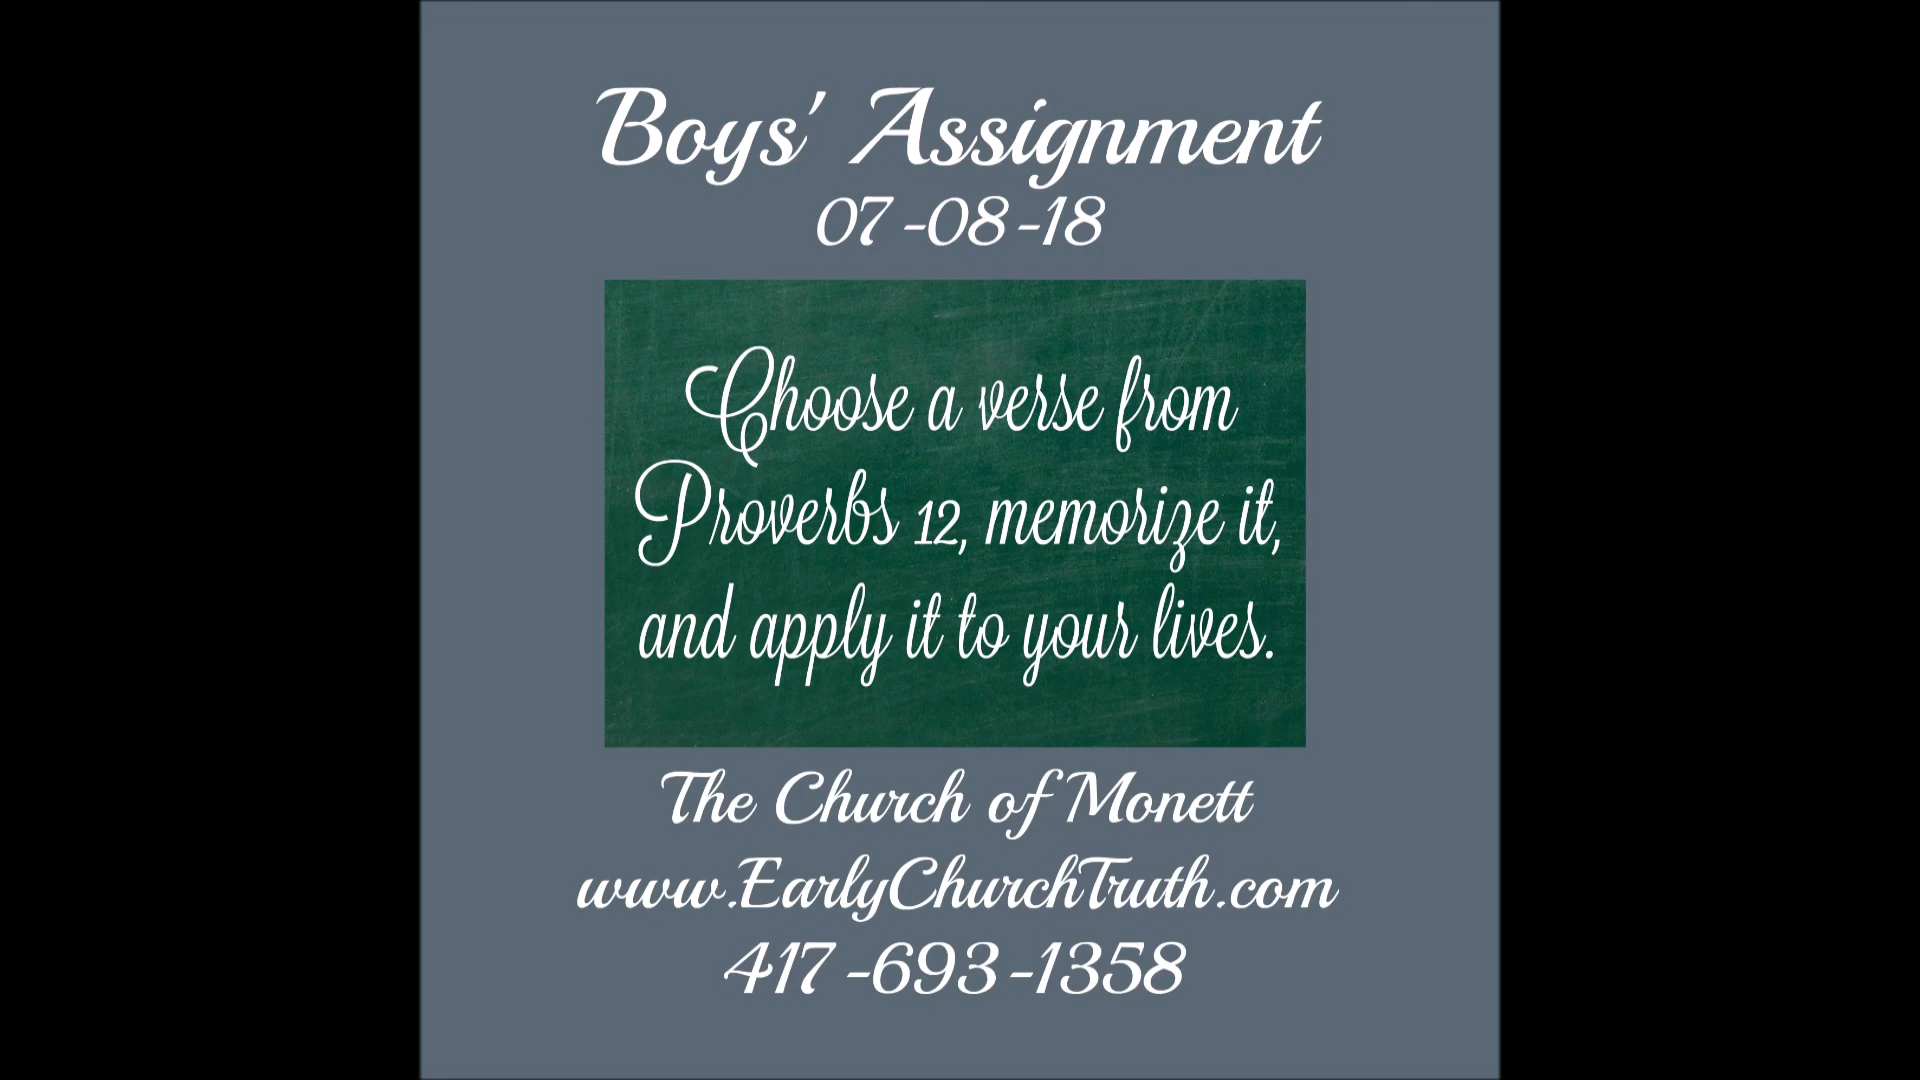 Boys' Assignment
07-08-18
Choose a verse from
Proverbs 12, memorize it,
and apply it to your lives.
The Church of Monett
www.EarlyChurchTruth.com
417-693-1358